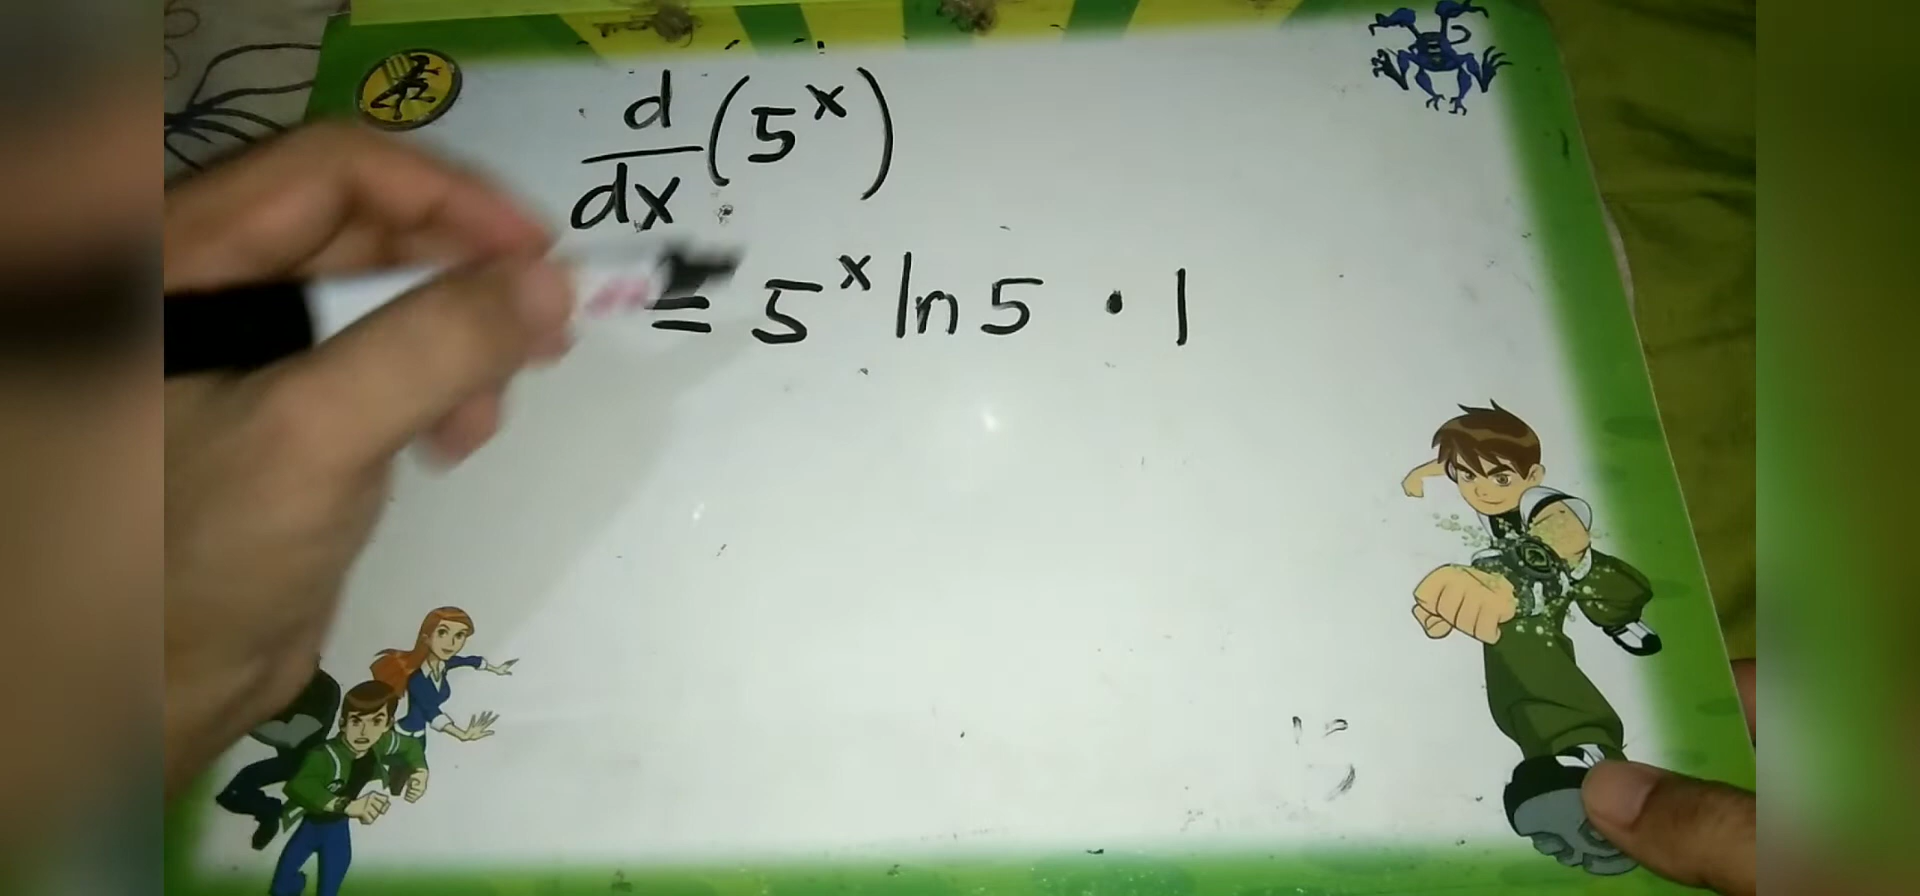 d/dx (5^x)
= 5^x ln 5 · 1